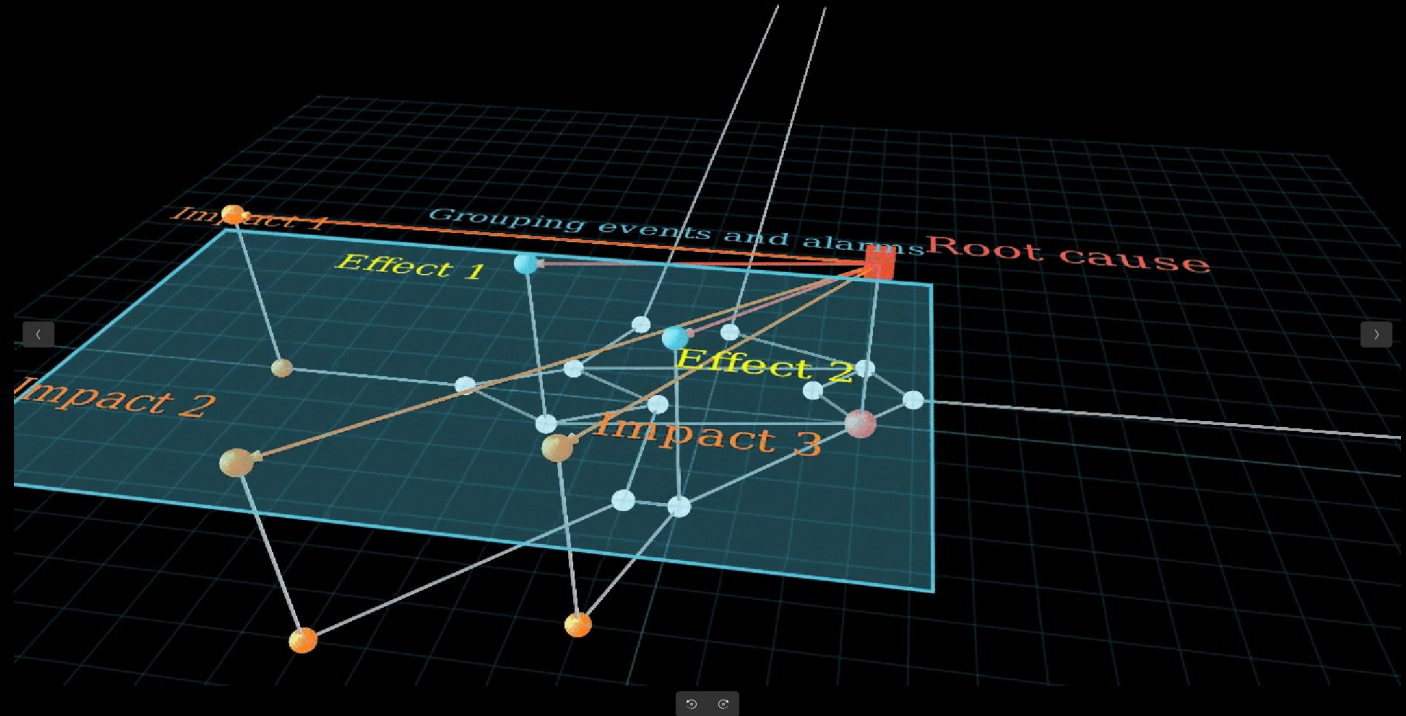 Impact 1
Grouping events and alarms
Root cause
Effect 1
Effect 2
Impact 2
Impact 3